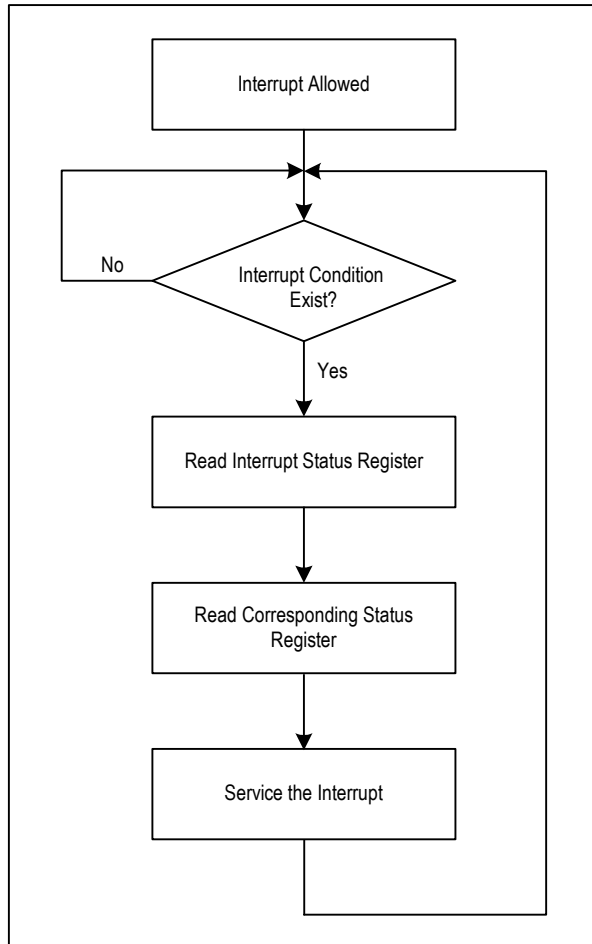 Interrupt Allowed
No
Interrupt Condition
Exist?
Yes
Read Interrupt Status Register
Read Corresponding Status
Register
Service the Interrupt